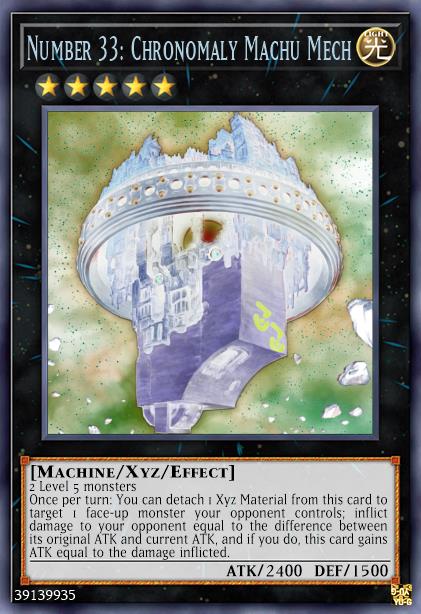 Number 33: Chronomaly Machu Mech
LIGHT
光
33
[Machine/Xyz/Effect]
2 Level 5 monsters
Once per turn: You can detach 1 Xyz Material from this card to
target 1 face-up monster your opponent controls; inflict
damage to your opponent equal to the difference between
its original ATK and current ATK, and if you do, this card gains
ATK equal to the damage inflicted.
ATK/2400 DEF/1500
39139935